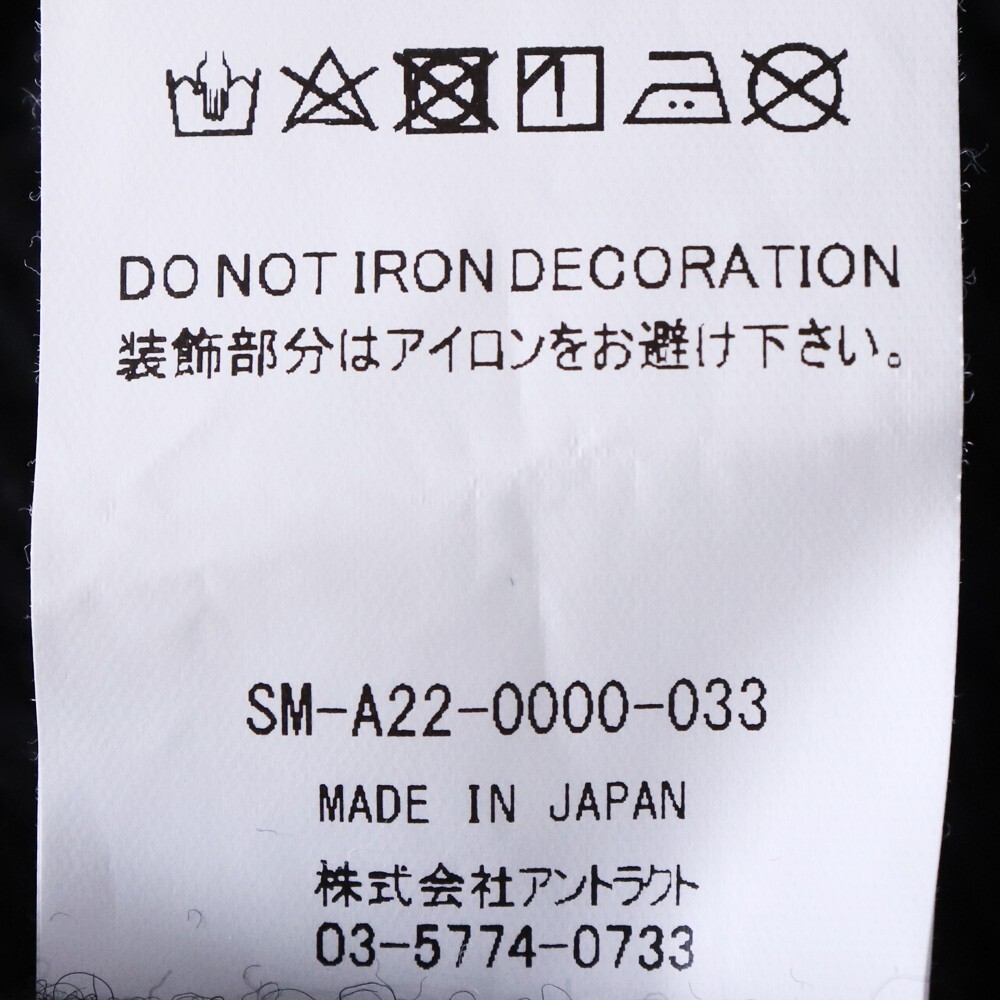 DO NOT IRON DECORATION
装飾部分はアイロンをお避け下さい。
SM-A22-0000-033
MADE IN JAPAN
株式会社アントラクト
03-5774-0733